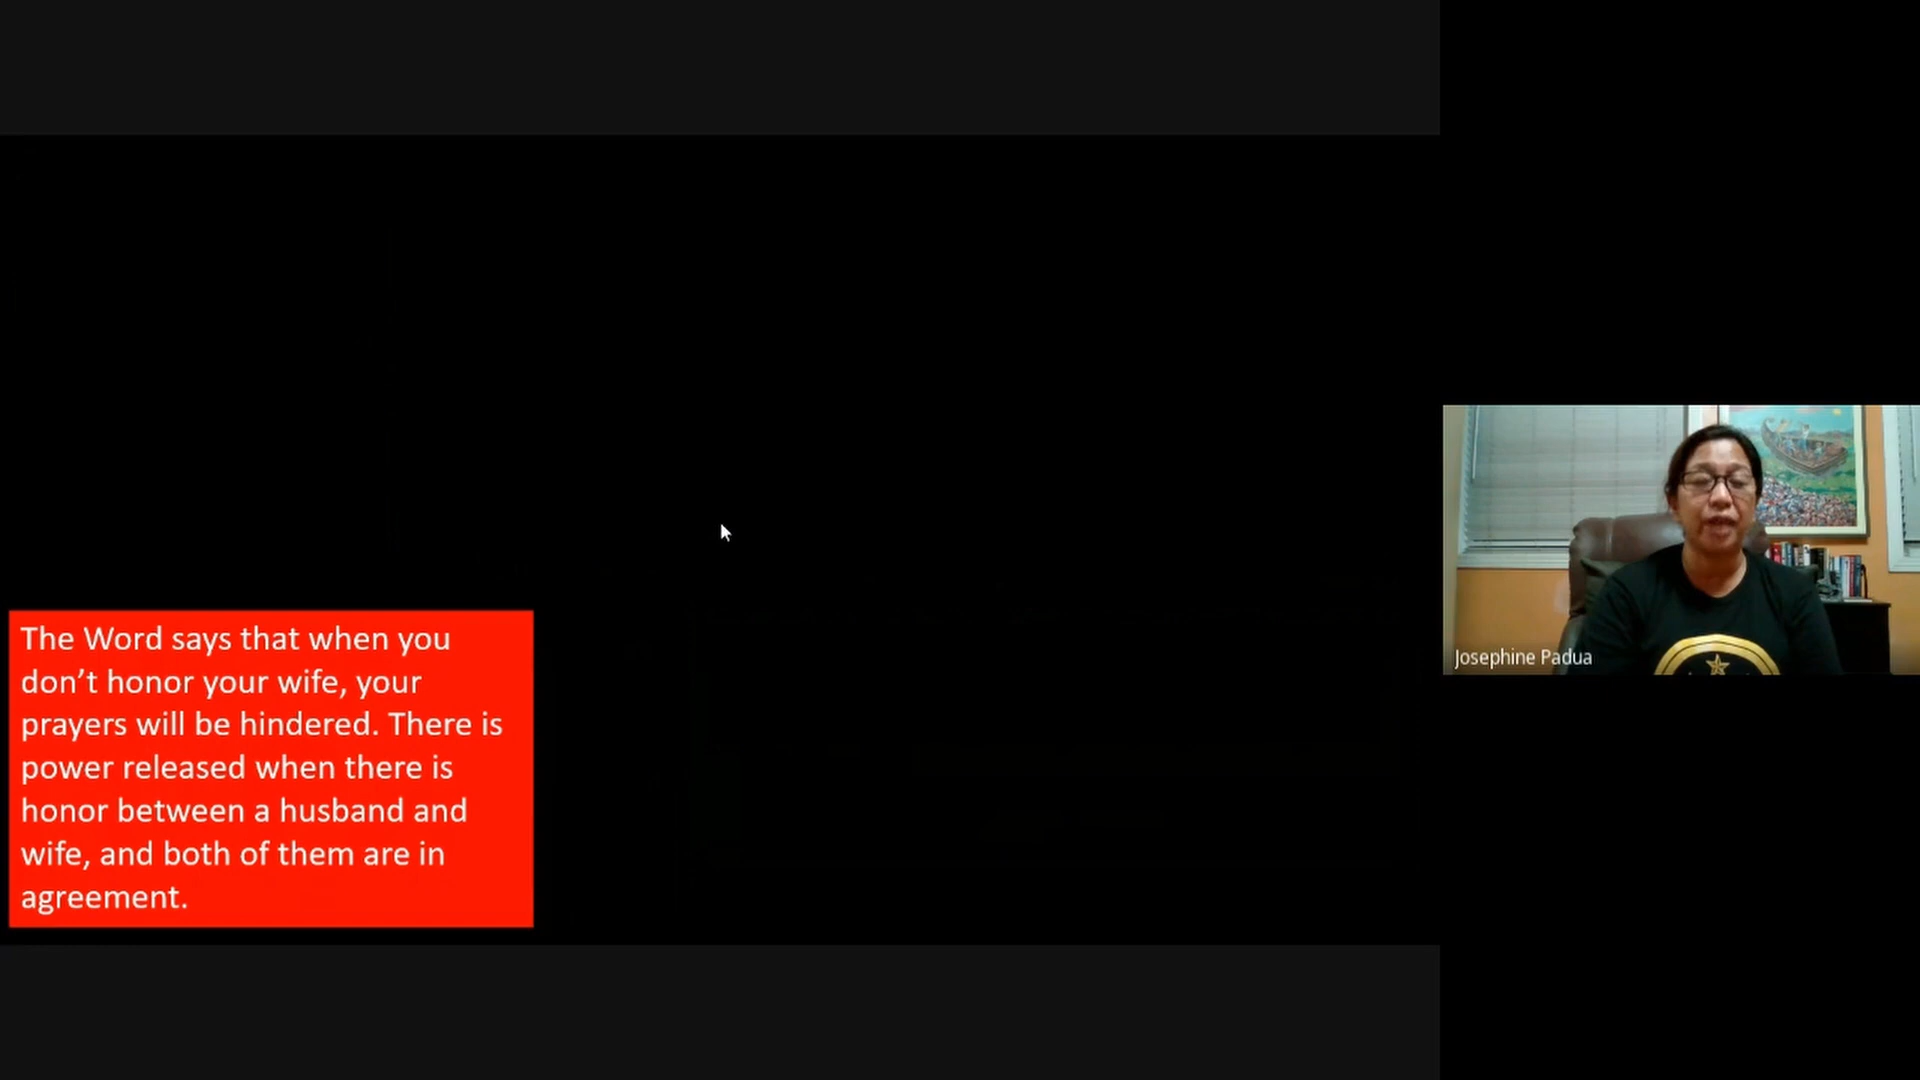 The Word says that when you
don’t honor your wife, your
prayers will be hindered. There is
power released when there is
honor between a husband and
wife, and both of them are in
agreement.
Josephine Padua